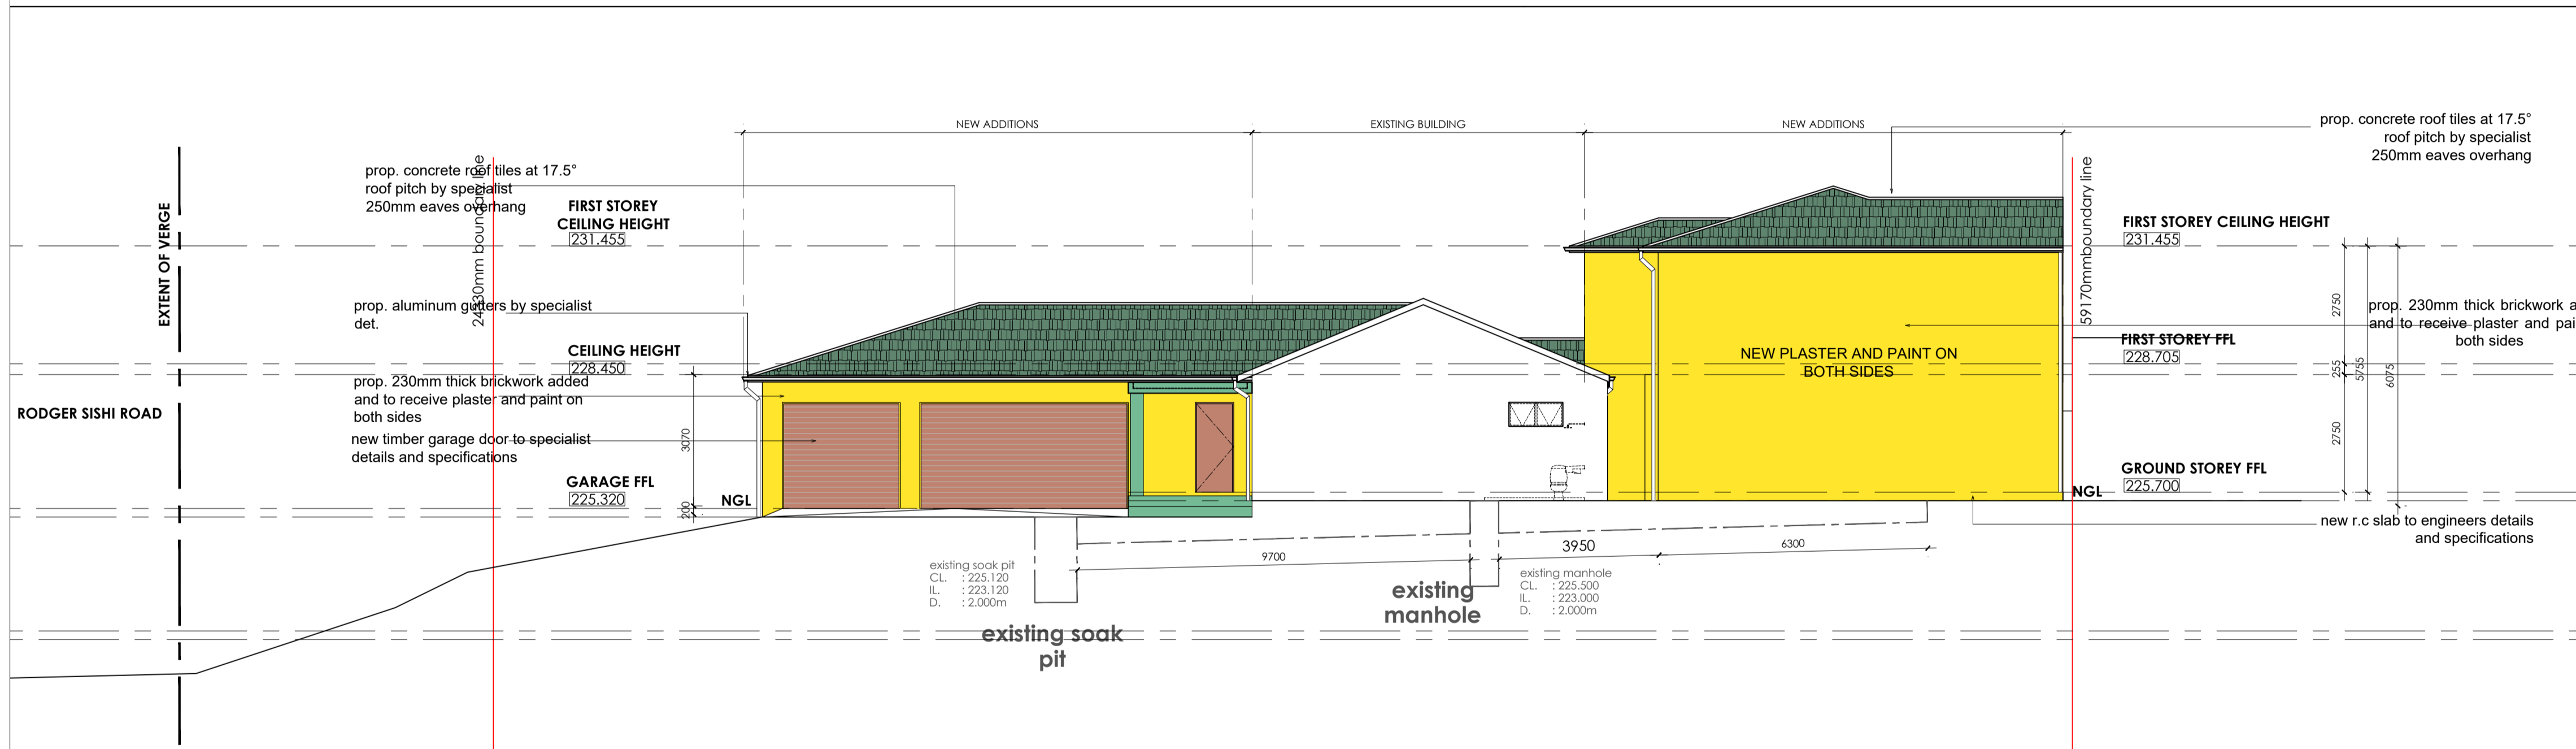 NEW ADDITIONS
EXISTING BUILDING
NEW ADDITIONS
prop. concrete roof tiles at 17.5°
roof pitch by specialist
250mm eaves overhang
prop. concrete roof tiles at 17.5°
roof pitch by specialist
250mm eaves overhang
EXTENT OF VERGE
boundary line
59170mmboundary line
FIRST STOREY
CEILING HEIGHT
231.455
FIRST STOREY CEILING HEIGHT
231.455
prop. aluminum gutters by specialist
det.
2750
prop. 230mm thick brickwork
and to receive plaster and
both sides
FIRST STOREY FFL
228.705
CEILING HEIGHT
228.450
NEW PLASTER AND PAINT ON
BOTH SIDES
255
5755
6075
prop. 230mm thick brickwork added
and to receive plaster and paint on
both sides
RODGER SISHI ROAD
new timber garage door to specialist
details and specifications
3070
2750
GARAGE FFL
225.320
200
NGL
GROUND STOREY FFL
225.700
NGL
new r.c slab to engineers details
and specifications
9700
3950
6300
existing soak pit
CL. : 225.120
IL. : 223.120
D. : 2.000m
existing
manhole
existing manhole
CL. : 225.500
IL. : 223.000
D. : 2.000m
existing soak
pit